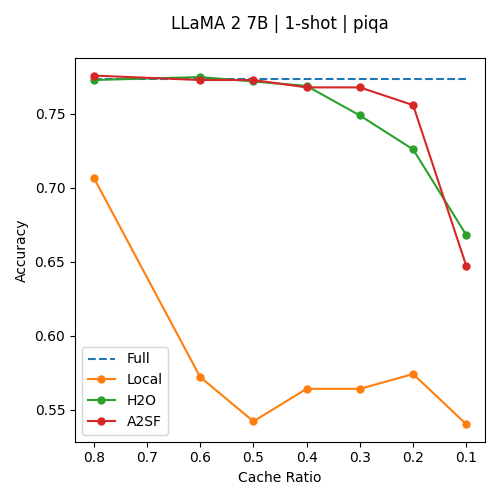 LLaMA 2 7B | 1-shot | piqa
Accuracy
0.75
0.70
0.65
0.60
0.55
Full
Local
H2O
A2SF
0.8 0.7 0.6 0.5 0.4 0.3 0.2 0.1
Cache Ratio